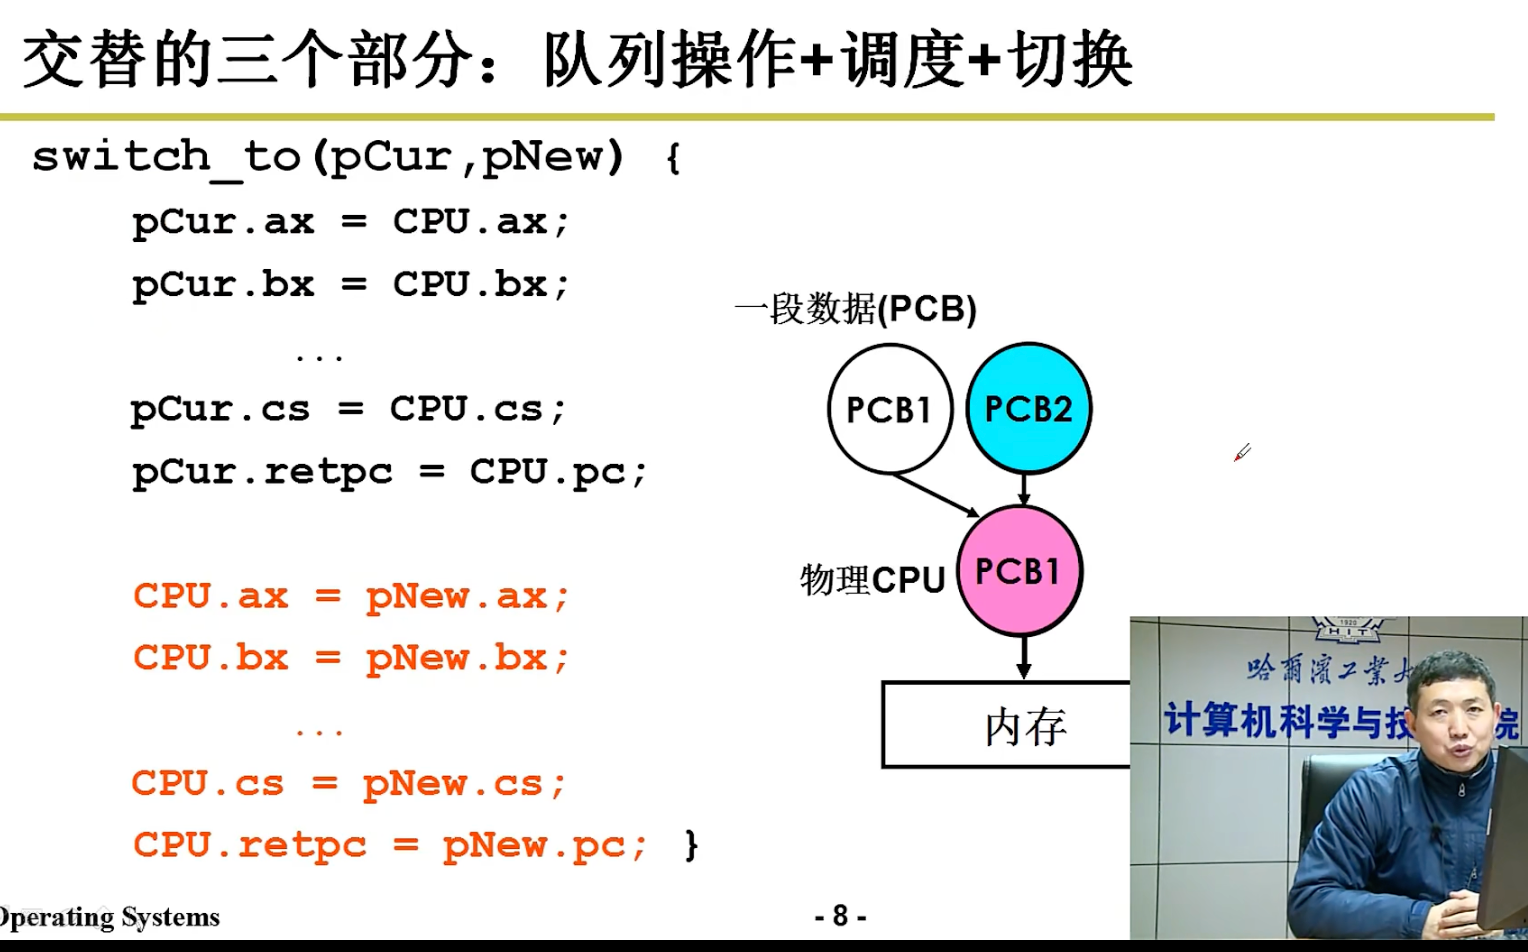 交替的三个部分：队列操作+调度+切换
switch_to(pCur,pNew) {
pCur.ax = CPU.ax;
pCur.bx = CPU.bx;
...
pCur.cs = CPU.cs;
pCur.retpc = CPU.pc;
CPU.ax = pNew.ax;
CPU.bx = pNew.bx;
...
CPU.cs = pNew.cs;
CPU.retpc = pNew.pc; }
一段数据(PCB)
PCB1
PCB2
物理CPU
PCB1
内存
1920
HIT
哈爾濱工業大
计算机科学与技
院
Operating Systems
- 8 -